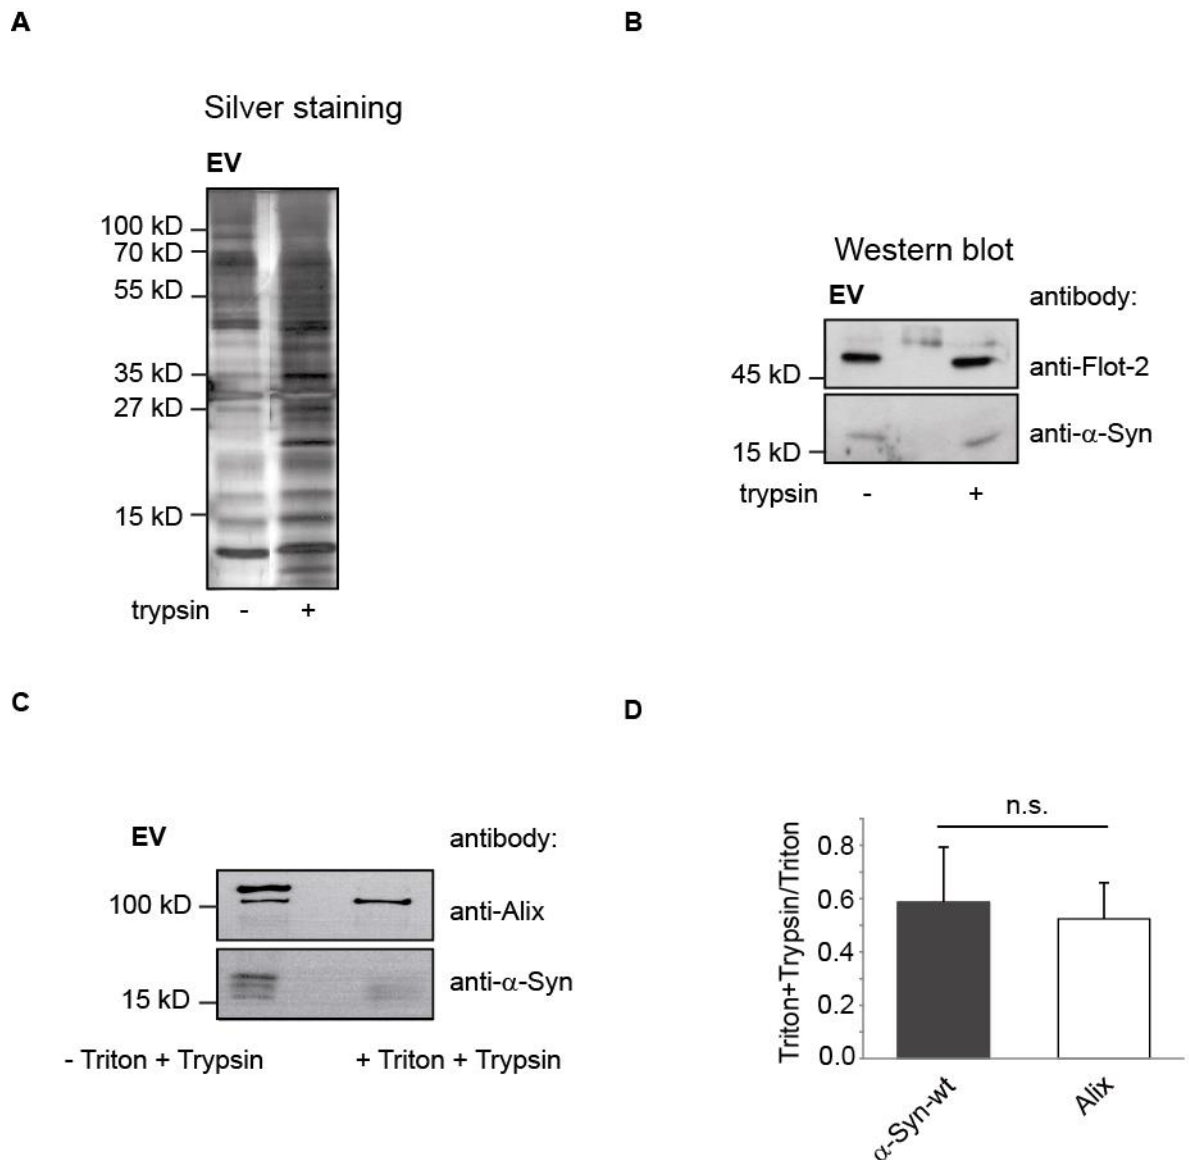 A
Silver staining
EV
100 kD
70 kD
55 kD
35 kD
27 kD
15 kD
trypsin - +
B
Western blot
EV antibody:
45 kD anti-Flot-2
15 kD anti-α-Syn
trypsin - +
C
EV antibody:
100 kD anti-Alix
15 kD anti-α-Syn
- Triton + Trypsin + Triton + Trypsin
D
n.s.
Triton+Trypsin/Triton
0.8
0.6
0.4
0.2
0.0
α-Syn-wt
Alix